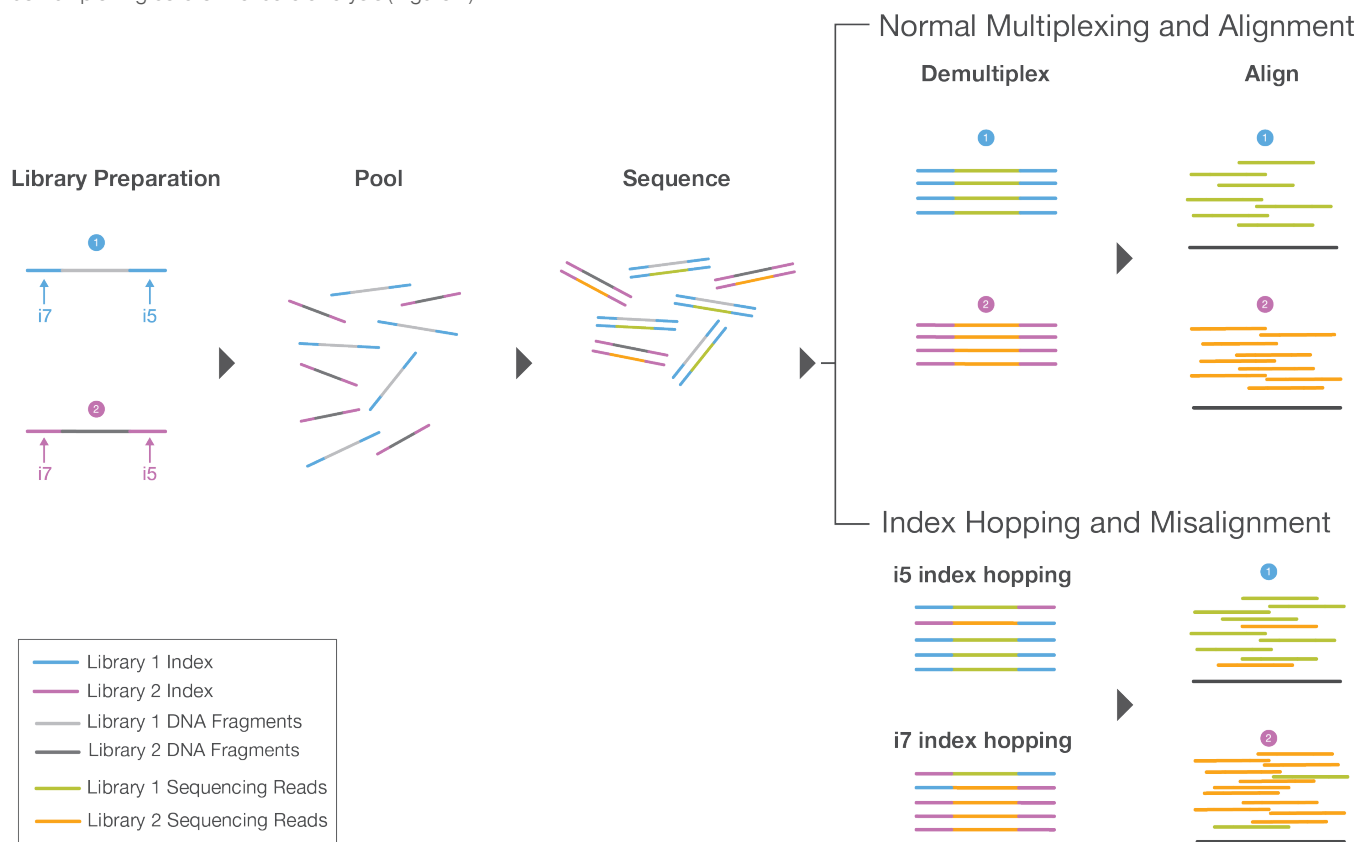 Normal Multiplexing and Alignment
Demultiplex
Align
1
1
Library Preparation
Pool
Sequence
1
i7
i5
2
2
2
i7
i5
Index Hopping and Misalignment
i5 index hopping
1
i7 index hopping
2
Library 1 Index
Library 2 Index
Library 1 DNA Fragments
Library 2 DNA Fragments
Library 1 Sequencing Reads
Library 2 Sequencing Reads